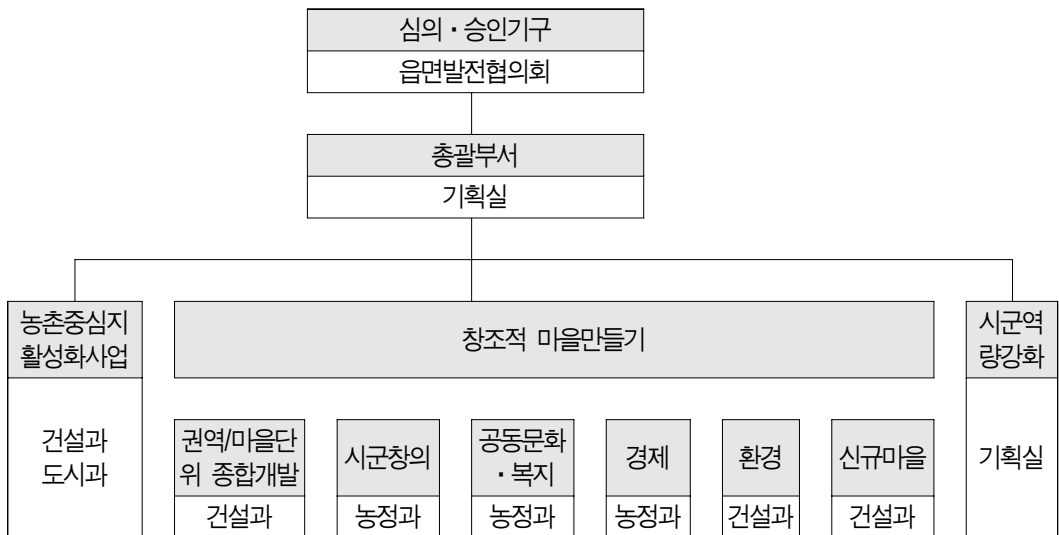 심의・승인기구
읍면발전협의회
총괄부서
기획실
농촌중심지
활성화사업
건설과
도시과
창조적 마을만들기
권역/마을단
위 종합개발
건설과
시군창의
농정과
공동문화
・복지
농정과
경제
농정과
환경
건설과
신규마을
건설과
시군역
량강화
기획실